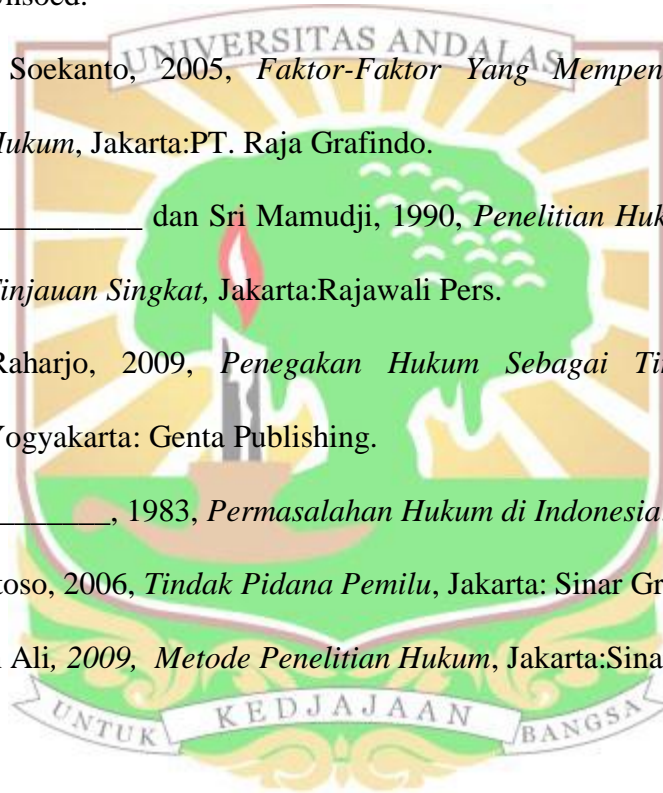 UNIVERSITAS ANDALAS
Soekanto, 2005, Faktor-Faktor Yang Mempen
Hukum, Jakarta:PT. Raja Grafindo.
__________ dan Sri Mamudji, 1990, Penelitian Huk
Tinjauan Singkat, Jakarta:Rajawali Pers.
Raharjo, 2009, Penegakan Hukum Sebagai Ti
Yogyakarta: Genta Publishing.
________, 1983, Permasalahan Hukum di Indonesia.
toso, 2006, Tindak Pidana Pemilu, Jakarta: Sinar Gr
Ali, 2009, Metode Penelitian Hukum, Jakarta:Sina
UNTUK KEDJAJAAN BANGSA